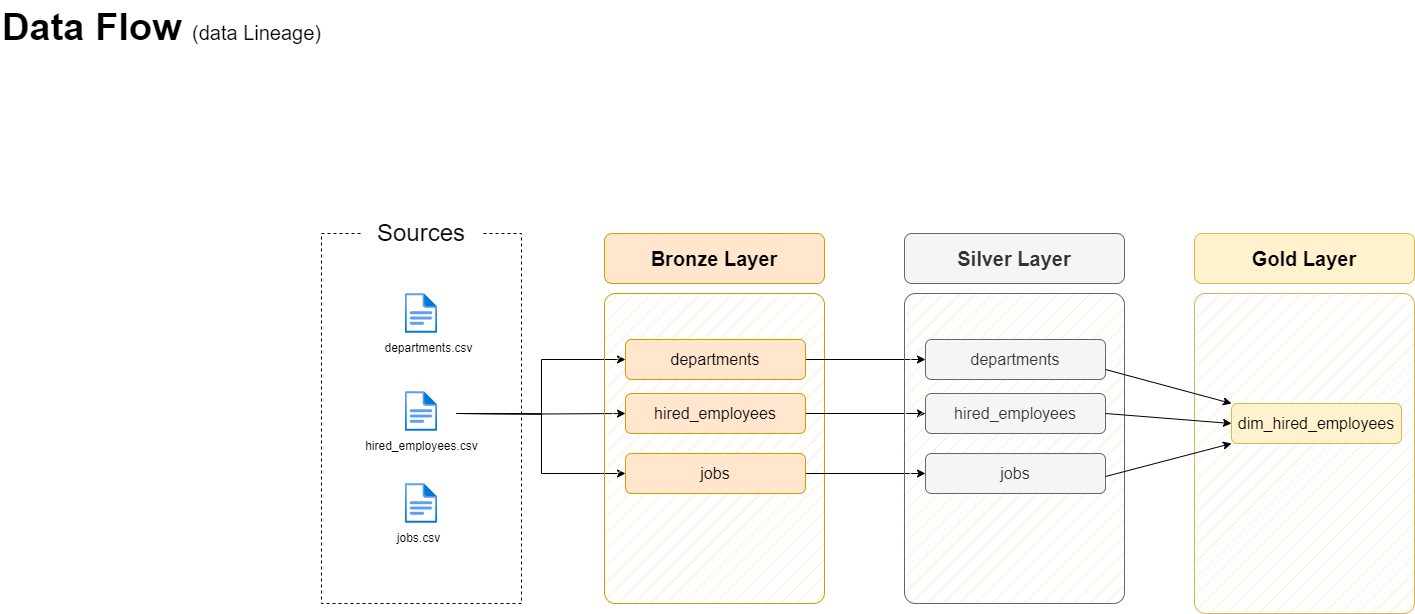 Data Flow (data Lineage)
Sources
departments.csv
hired_employees.csv
jobs.csv
Bronze Layer
departments
hired_employees
jobs
Silver Layer
departments
hired_employees
jobs
Gold Layer
dim_hired_employees